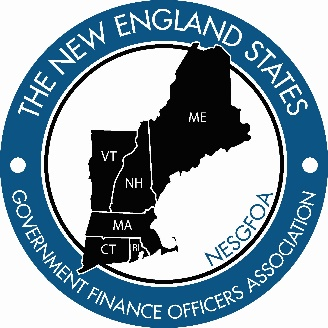 THE NEW ENGLAND STATES
ME
VT
NH
MA
CT
RI
NESGFOA
GOVERNMENT FINANCE OFFICERS ASSOCIATION